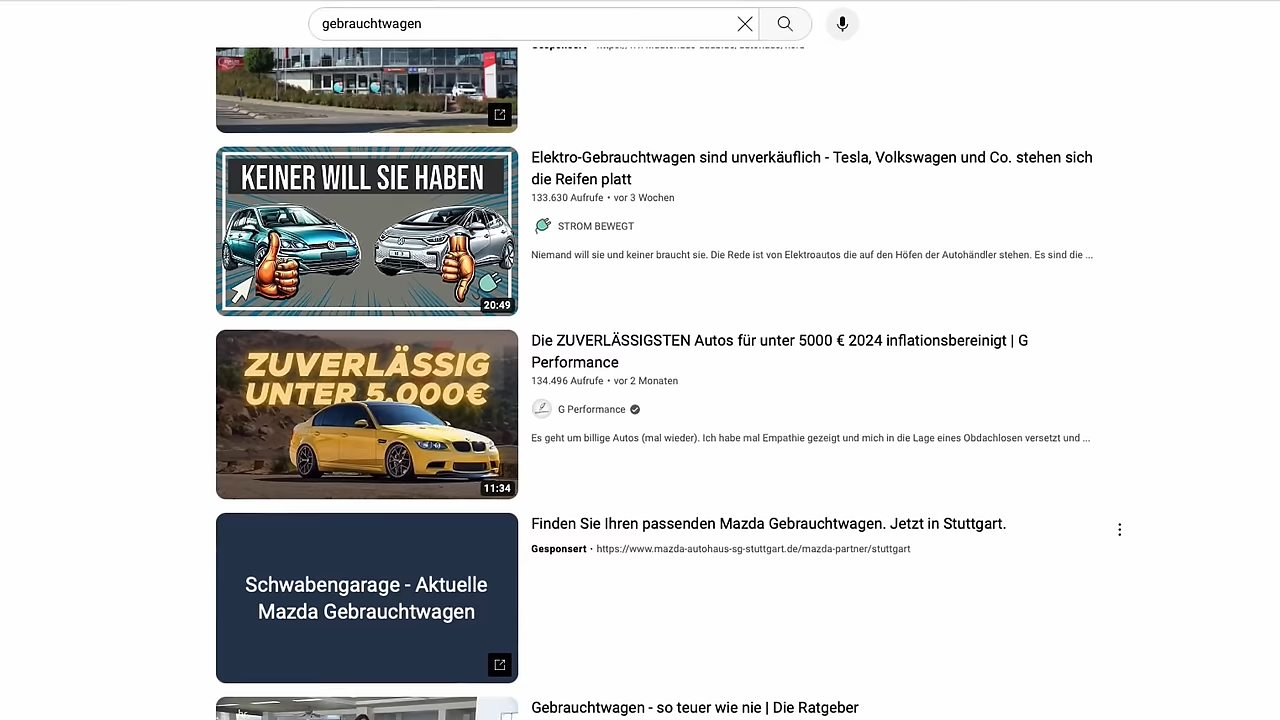 gebrauchtwagen
Gesponsert
Elektro-Gebrauchtwagen sind unverkäuflich - Tesla, Volkswagen und Co. stehen sich
die Reifen platt
133.630 Aufrufe • vor 3 Wochen
STROM BEWEGT
Niemand will sie und keiner braucht sie. Die Rede ist von Elektroautos die auf den Höfen der Autohändler stehen. Es sind die ...
KEINER WILL SIE HABEN
20:49
Die ZUVERLÄSSIGSTEN Autos für unter 5000 € 2024 inflationsbereinigt | G
Performance
134.496 Aufrufe • vor 2 Monaten
G Performance
Es geht um billige Autos (mal wieder). Ich habe mal Empathie gezeigt und mich in die Lage eines Obdachlosen versetzt und ...
ZUVERLÄSSIG
UNTER 5.000€
11:34
Finden Sie Ihren passenden Mazda Gebrauchtwagen. Jetzt in Stuttgart.
Gesponsert · https://www.mazda-autohaus-sg-stuttgart.de/mazda-partner/stuttgart
Schwabengarage - Aktuelle
Mazda Gebrauchtwagen
Gebrauchtwagen - so teuer wie nie | Die Ratgeber